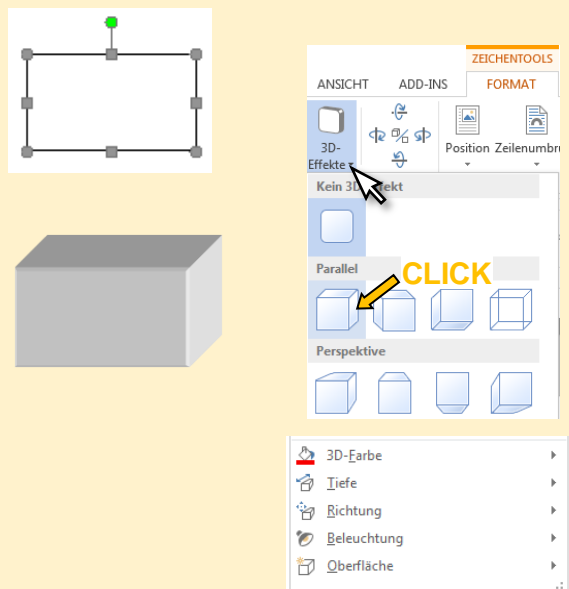 ZEICHENTOOLS
ANSICHT ADD-INS FORMAT
3D-
Effekte
Position Zeilenumbru
Kein 3D ekt
Parallel
CLICK
Perspektive
3D-Farbe
Tiefe
Richtung
Beleuchtung
Oberfläche